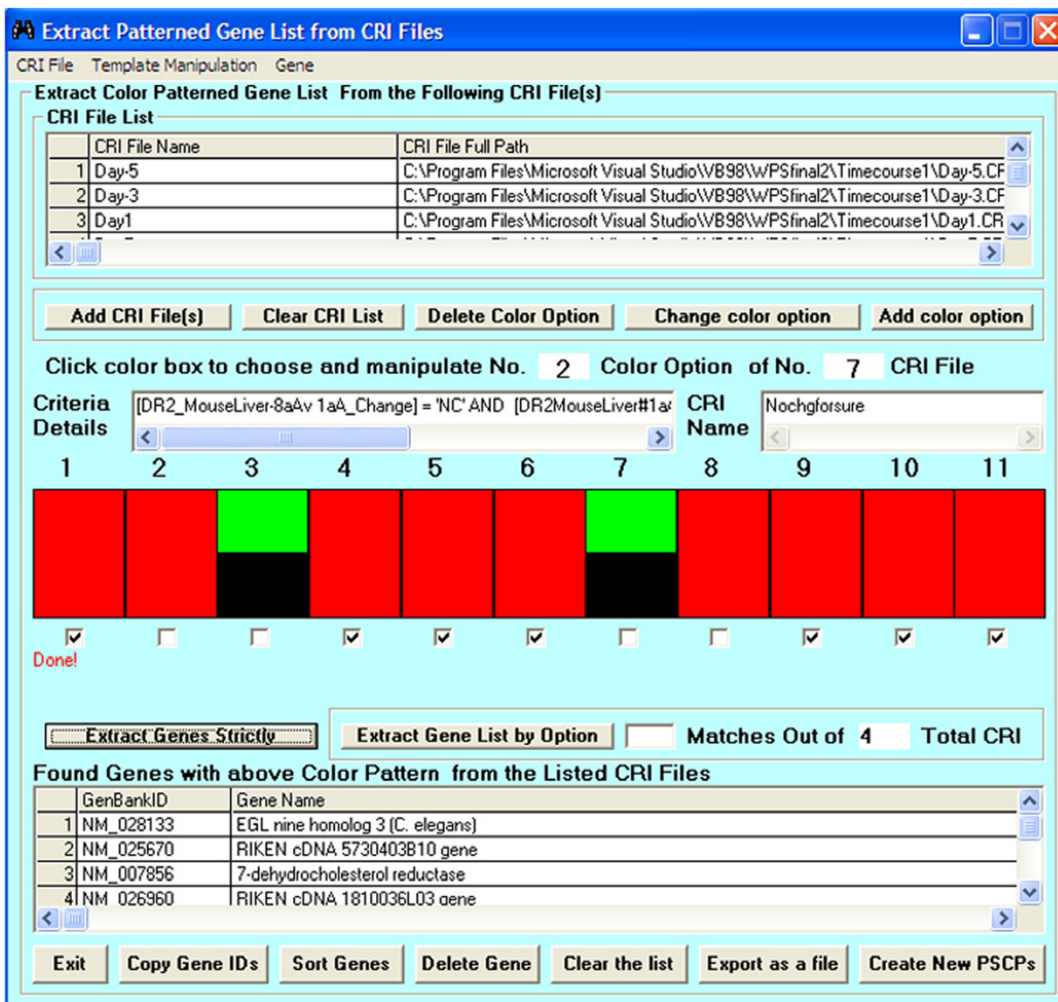 Extract Patterned Gene List from CRI Files
CRI File Template Manipulation Gene
Extract Color Patterned Gene List From the Following CRI File(s)
CRI File List
CRI File Name CRI File Full Path
1 Day-5 C:\Program Files\Microsoft Visual Studio\VB98\WPSfinal2\Timecourse1\Day-5.CF
2 Day-3 C:\Program Files\Microsoft Visual Studio\VB98\WPSfinal2\Timecourse1\Day-3.CF
3 Day1 C:\Program Files\Microsoft Visual Studio\VB98\WPSfinal2\Timecourse1\Day1.CR
Add CRI File(s) Clear CRI List Delete Color Option Change color option Add color option
Click color box to choose and manipulate No. 2 Color Option of No. 7 CRI File
Criteria Details [DR2_MouseLiver-8aAv 1aA_Change] = 'NC' AND [DR2MouseLiver#1aA CRI Name Nochgforsure
1 2 3 4 5 6 7 8 9 10 11
Done!
Extract Genes Strictly Extract Gene List by Option Matches Out of 4 Total CRI
Found Genes with above Color Pattern from the Listed CRI Files
GenBankID Gene Name
1 NM_028133 EGL nine homolog 3 (C. elegans)
2 NM_025670 RIKEN cDNA 5730403B10 gene
3 NM_007856 7-dehydrocholesterol reductase
4 NM_026960 RIKEN cDNA 1810036L03 gene
Exit Copy Gene IDs Sort Genes Delete Gene Clear the list Export as a file Create New PSCPs